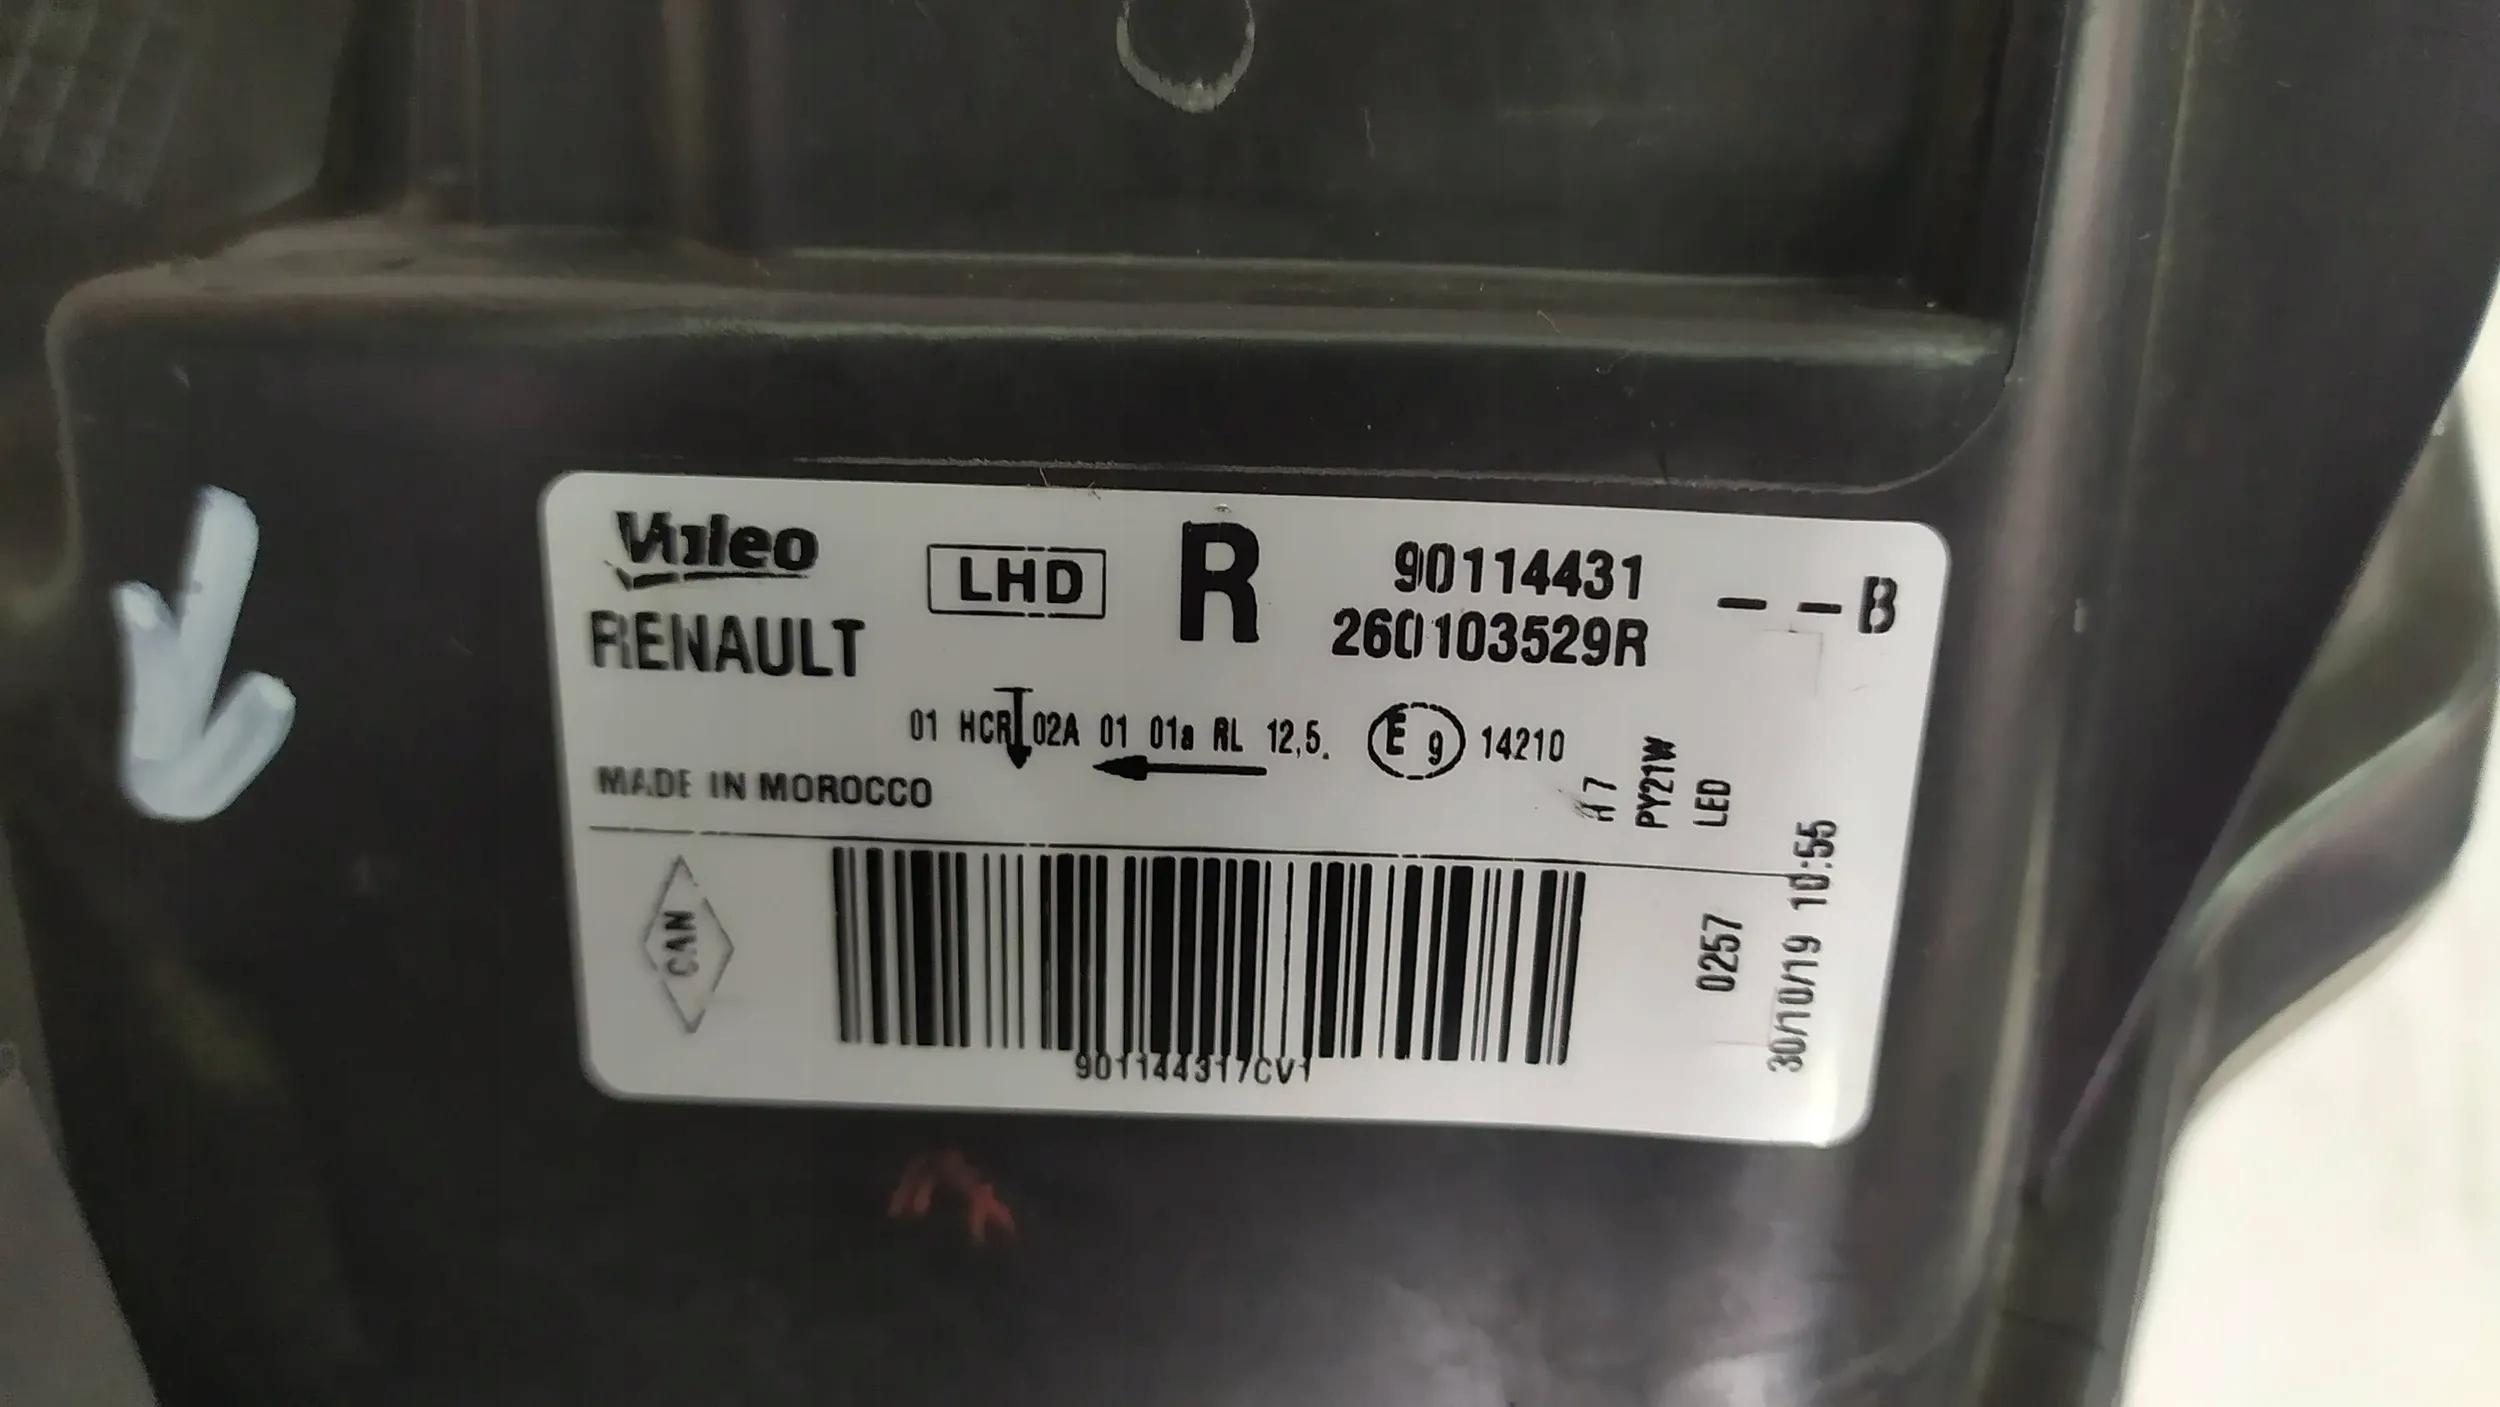 Valeo
LHD
R
90114431
RENAULT
260103529R
– –B
01 HCR 02A 01 01a RL 12,5. E 9 14210
MADE IN MOROCCO
H7
PY21W
LED
CAN
901144317CV1
0257
30/10/19 10:55